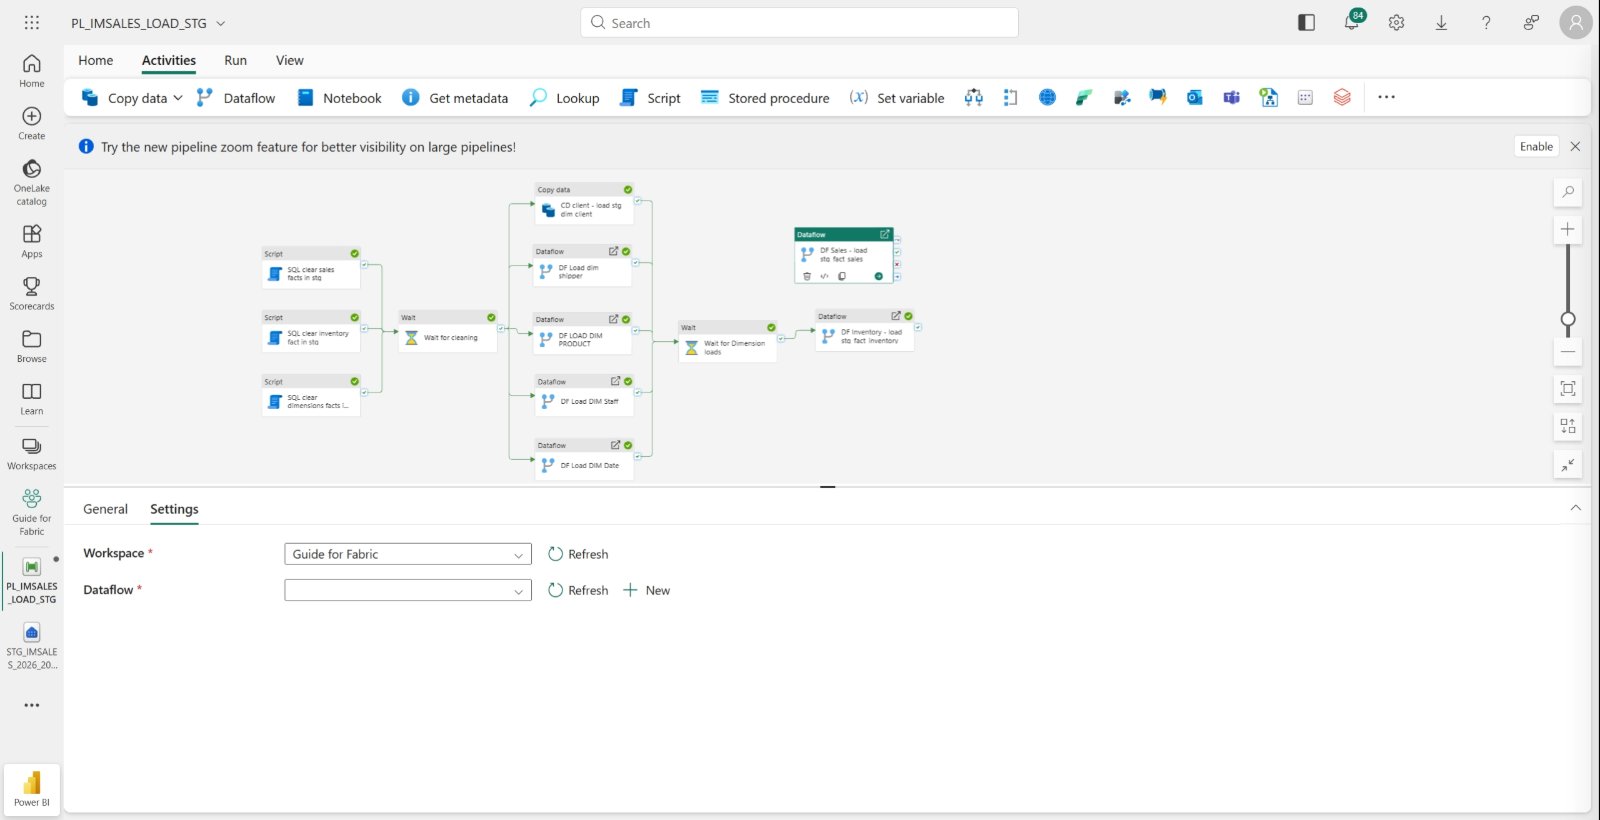 PL_IMSALES_LOAD_STG
Search
84
Home
Activities
Run
View
Copy data
Dataflow
Notebook
Get metadata
Lookup
Script
Stored procedure
Set variable
Try the new pipeline zoom feature for better visibility on large pipelines!
Enable
Home
Create
OneLake
catalog
Apps
Scorecards
Browse
Learn
Workspaces
Guide for
Fabric
PL_IMSALES
_LOAD_STG
STG_IMSALE
S_2026_20...
Power BI
Script
SQL clear sales
facts in stg
Script
SQL clear inventory
fact in stg
Script
SQL clear
dimensions facts i...
Wait
Wait for cleaning
Copy data
CD client - load stg
dim client
Dataflow
DF Load dim
shipper
Dataflow
DF LOAD DIM
PRODUCT
Dataflow
DF Load DIM Staff
Dataflow
DF Load DIM Date
Wait
Wait for Dimension
loads
Dataflow
DF Sales - load
stg_fact_sales
Dataflow
DF Inventory - load
stg_fact_inventory
General
Settings
Workspace *
Guide for Fabric
Refresh
Dataflow *
Refresh
New